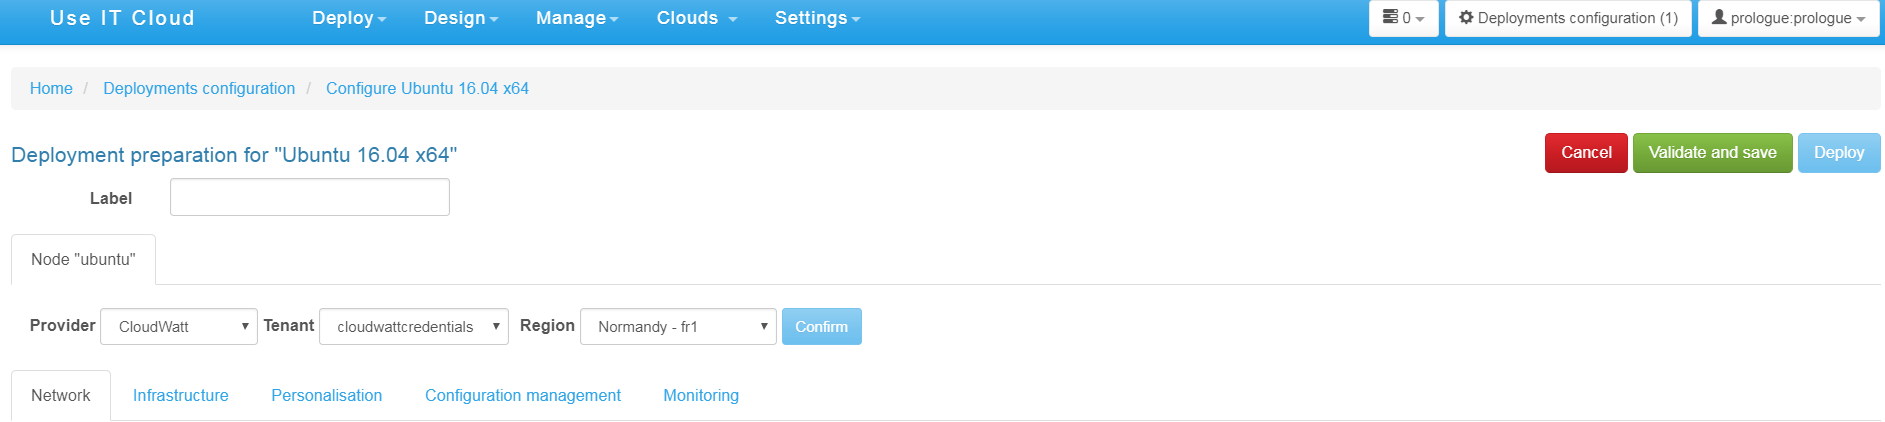 Use IT Cloud Deploy Design Manage Clouds Settings 0 Deployments configuration (1) prologue:prologue
Home / Deployments configuration / Configure Ubuntu 16.04 x64
Deployment preparation for "Ubuntu 16.04 x64" Cancel Validate and save Deploy
Label
Node "ubuntu"
Provider CloudWatt Tenant cloudwattcredentials Region Normandy - fr1 Confirm
Network Infrastructure Personalisation Configuration management Monitoring